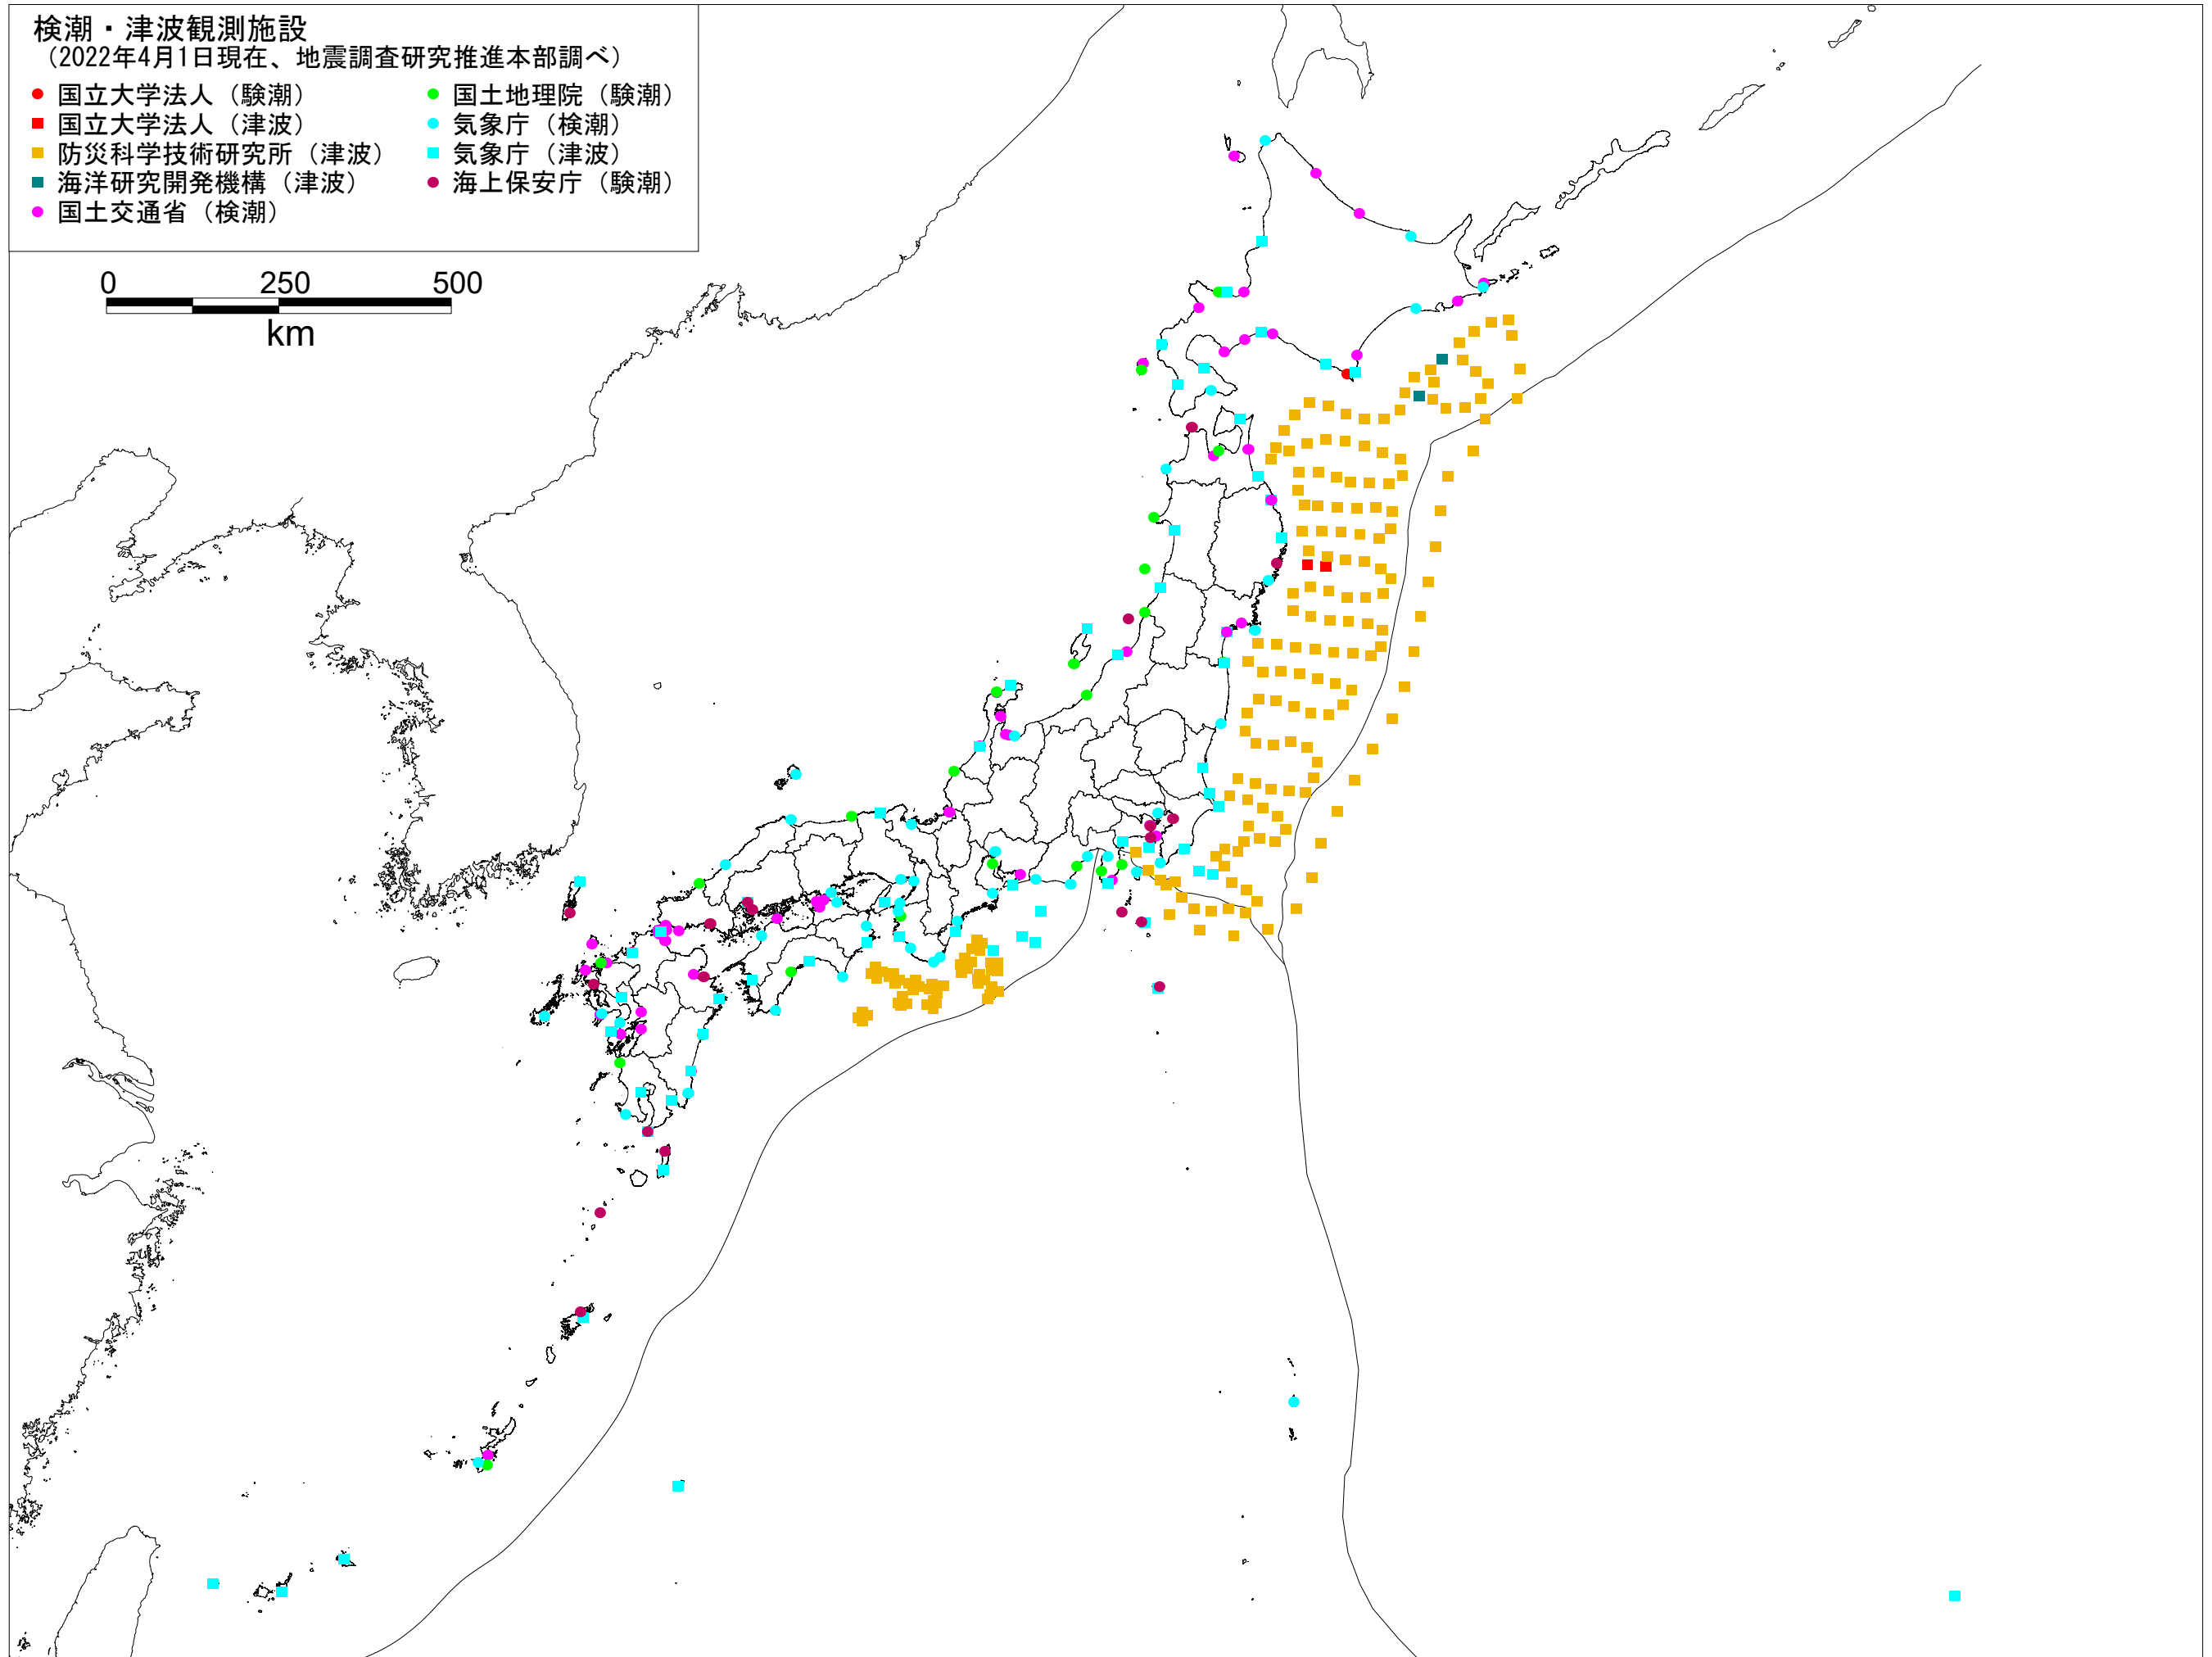 検潮・津波観測施設
（2022年4月1日現在、地震調査研究推進本部調べ）
国立大学法人（験潮）
国立大学法人（津波）
防災科学技術研究所（津波）
海洋研究開発機構（津波）
国土交通省（検潮）
国土地理院（験潮）
気象庁（検潮）
気象庁（津波）
海上保安庁（験潮）
0 250 500
km